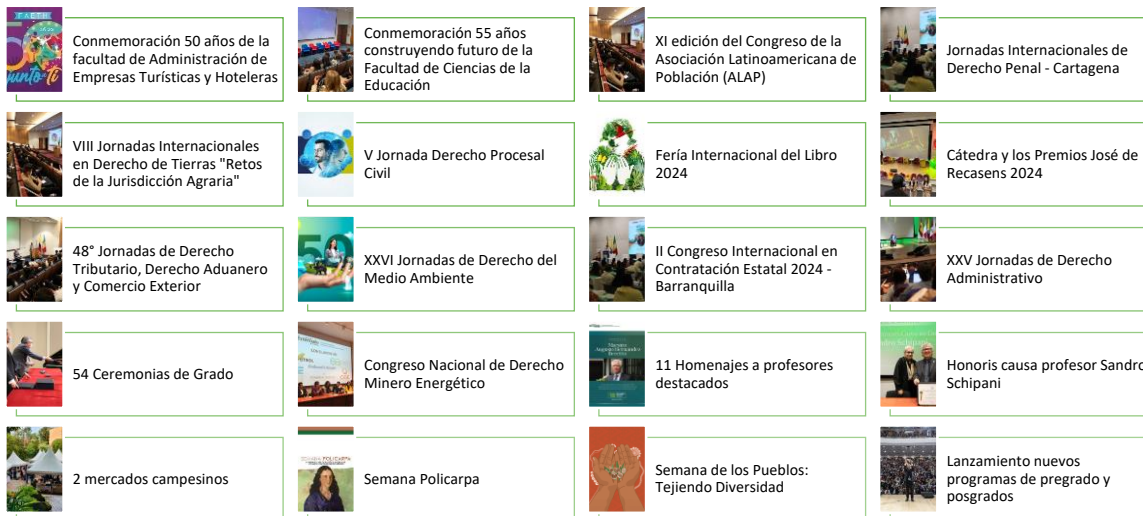 Conmemoración 50 años de la
facultad de Administración de
Empresas Turísticas y Hoteleras
Conmemoración 55 años
construyendo futuro de la
Facultad de Ciencias de la
Educación
XI edición del Congreso de la
Asociación Latinoamericana de
Población (ALAP)
Jornadas Internacionales de
Derecho Penal - Cartagena
VIII Jornadas Internacionales
en Derecho de Tierras "Retos
de la Jurisdicción Agraria"
V Jornada Derecho Procesal
Civil
Fería Internacional del Libro
2024
Cátedra y los Premios José de
Recasens 2024
48° Jornadas de Derecho
Tributario, Derecho Aduanero
y Comercio Exterior
XXVI Jornadas de Derecho del
Medio Ambiente
II Congreso Internacional en
Contratación Estatal 2024 -
Barranquilla
XXV Jornadas de Derecho
Administrativo
54 Ceremonias de Grado
Congreso Nacional de Derecho
Minero Energético
11 Homenajes a profesores
destacados
Honoris causa profesor Sandro
Schipani
2 mercados campesinos
Semana Policarpa
Semana de los Pueblos:
Tejiendo Diversidad
Lanzamiento nuevos
programas de pregrado y
posgrados